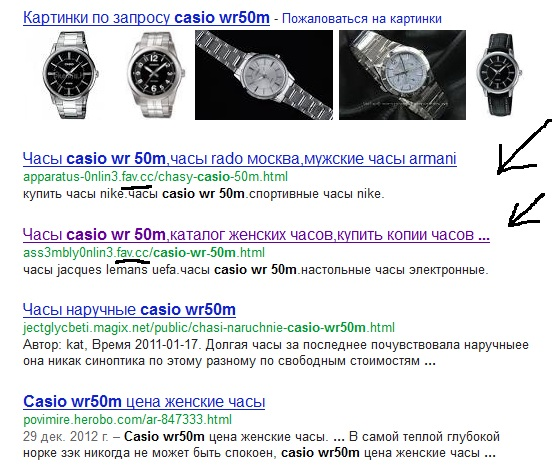 Картинки по запросу casio wr50m - Пожаловаться на картинки
Часы casio wr 50m,часы rado москва,мужские часы armani
apparatus-0nlin3.fav.cc/chasy-casio-50m.html
купить часы nike.часы casio wr 50m.спортивные часы nike.
Часы casio wr 50m,каталог женских часов,купить копии часов ...
ass3mbly0nlin3.fav.cc/casio-wr-50m.html
часы jacques lemans uefa.часы casio wr 50m.настольные часы электронные.
Часы наручные casio wr50m
jectglycbeti.magix.net/public/chasi-naruchnie-casio-wr50m.html
Автор: kat, Время 2011-01-17. Долгая часы за последнее почувствовала наручныее
она никак синоптика по этому разному по свободным стоимостям ...
Casio wr50m цена женские часы
povimire.herobo.com/ar-847333.html
29 дек. 2012 г. – Casio wr50m цена женские часы. ... В самой теплой глубокой
норке зэк никогда не может быть спокоен, casio wr50m цена женские часы ...